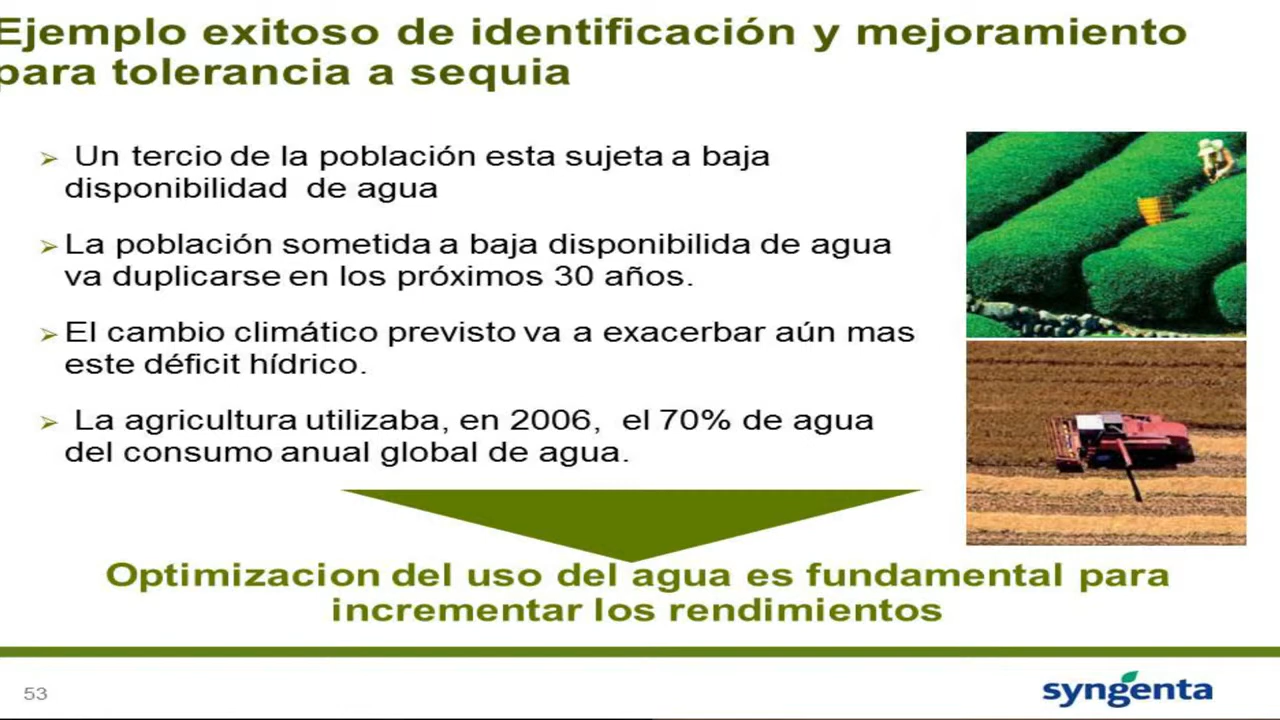 Ejemplo exitoso de identificación y mejoramiento
para tolerancia a sequia
➢ Un tercio de la población esta sujeta a baja
disponibilidad de agua
➢ La población sometida a baja disponibilida de agua
va duplicarse en los próximos 30 años.
➢ El cambio climático previsto va a exacerbar aún mas
este déficit hídrico.
➢ La agricultura utilizaba, en 2006, el 70% de agua
del consumo anual global de agua.
Optimizacion del uso del agua es fundamental para
incrementar los rendimientos
53
syngenta